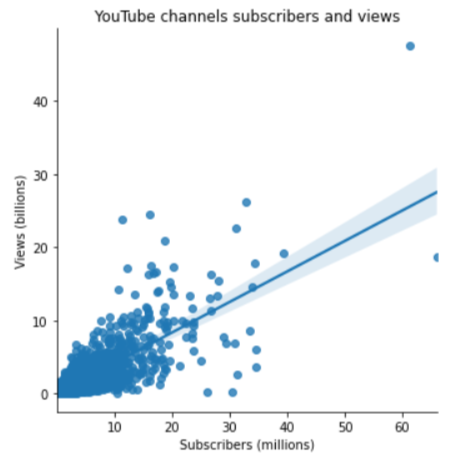 YouTube channels subscribers and views
Views (billions)
40
30
20
10
0
10 20 30 40 50 60
Subscribers (millions)